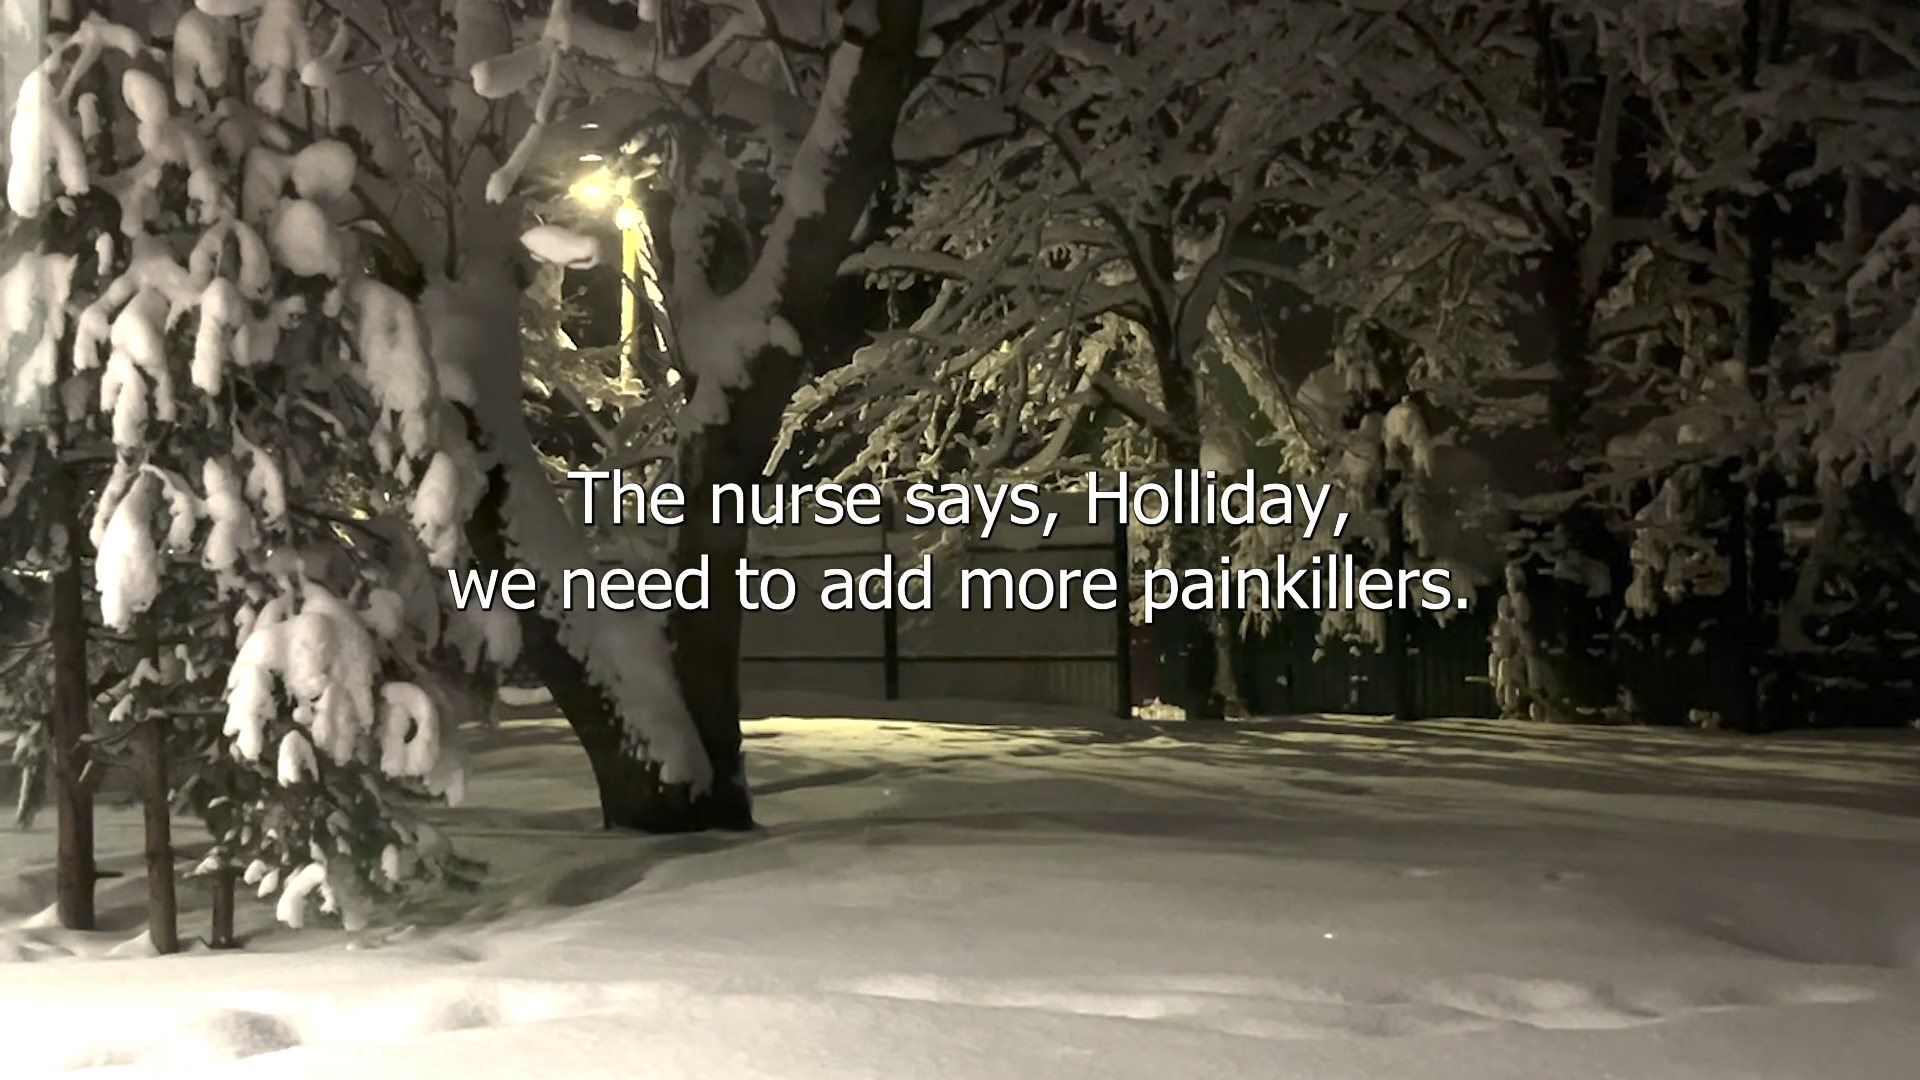 The nurse says, Holliday,
we need to add more painkillers.